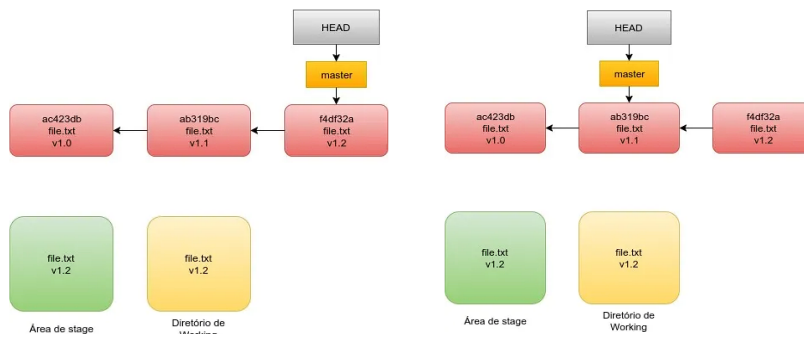 HEAD
master
ac423db
file.txt
v1.0
ab319bc
file.txt
v1.1
f4df32a
file.txt
v1.2
file.txt
v1.2
file.txt
v1.2
Área de stage
Diretório de
Working
HEAD
master
ac423db
file.txt
v1.0
ab319bc
file.txt
v1.1
f4df32a
file.txt
v1.2
file.txt
v1.2
file.txt
v1.2
Área de stage
Diretório de
Working